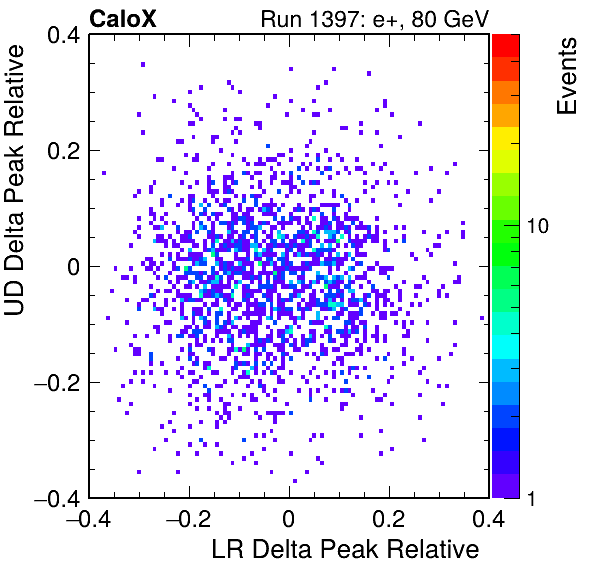 CaloX Run 1397: e+, 80 GeV
UD Delta Peak Relative
0.4
0.2
0
−0.2
−0.4
−0.4 −0.2 0 0.2 0.4
LR Delta Peak Relative
Events
10
1